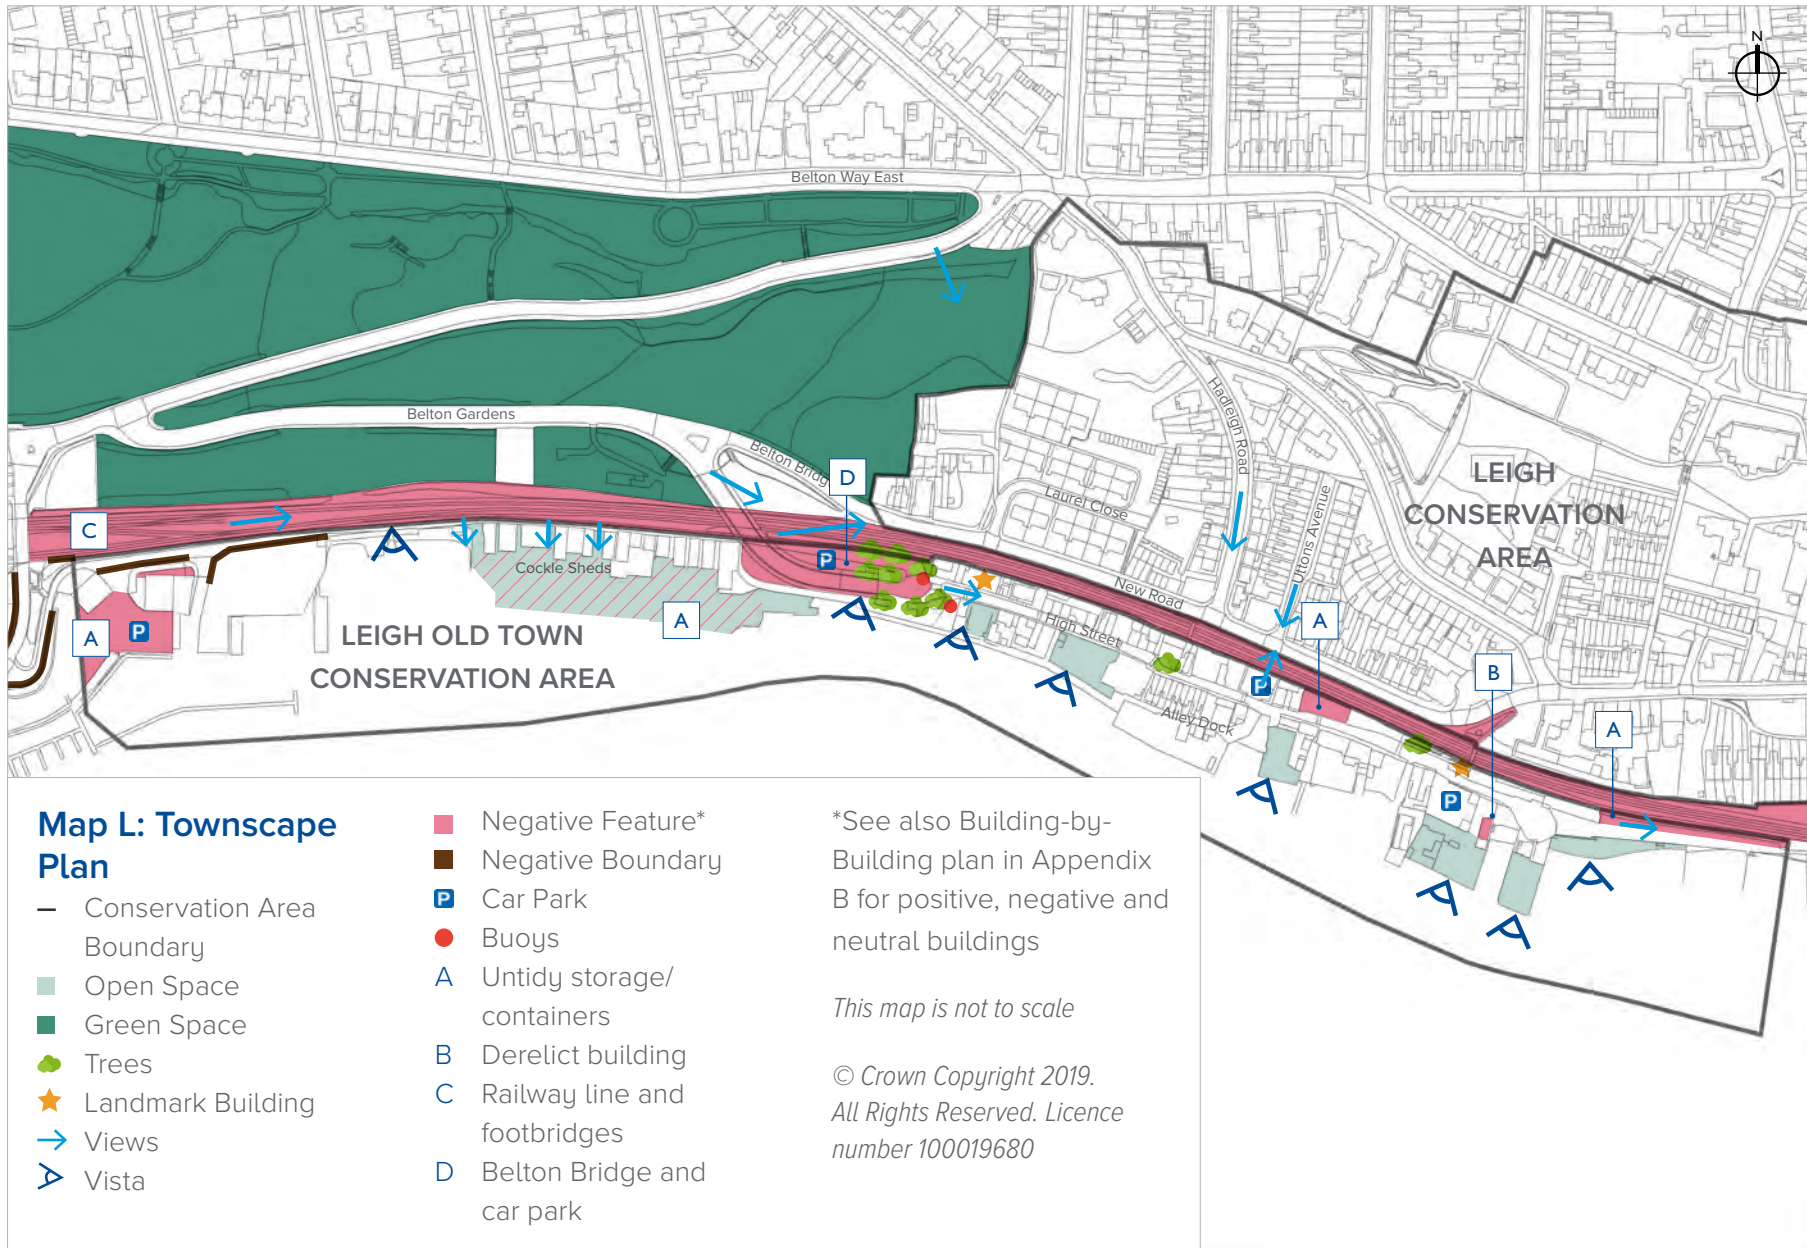 N
Belton Way East
Belton Gardens
Belton Bridg
D
Hadleigh Road
Laurel Close
Uttons Avenue
LEIGH
CONSERVATION
AREA
C
P
Cockle Sheds
New Road
A
High Street
A
A
P
LEIGH OLD TOWN
CONSERVATION AREA
B
P
Alley Dock
A
P
Map L: Townscape
Plan
Conservation Area
Boundary
Open Space
Green Space
Trees
Landmark Building
Views
Vista
Negative Feature*
Negative Boundary
P Car Park
Buoys
A Untidy storage/
containers
B Derelict building
C Railway line and
footbridges
D Belton Bridge and
car park
*See also Building-by-
Building plan in Appendix
B for positive, negative and
neutral buildings
This map is not to scale
© Crown Copyright 2019.
All Rights Reserved. Licence
number 100019680